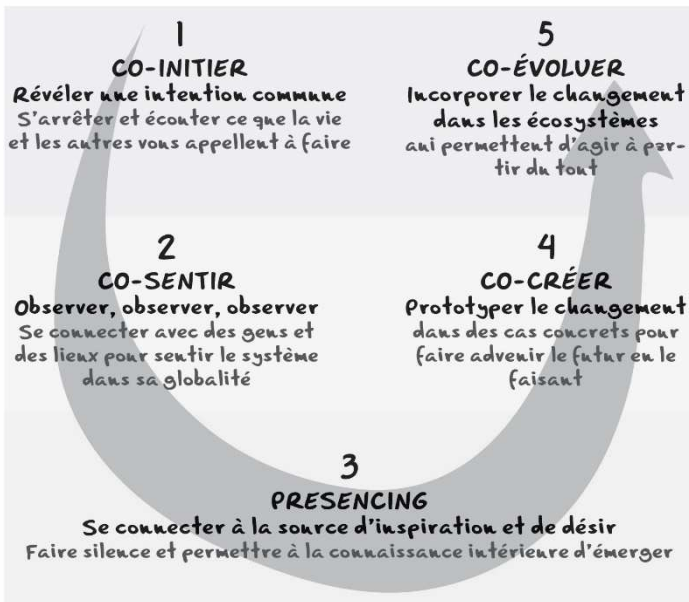 1
CO-INITIER
Révéler une intention commune
S'arrêter et écouter ce que la vie
et les autres vous appellent à faire
5
CO-ÉVOLUER
Incorporer le changement
dans les écosystèmes
qui permettent d'agir à par-
tir du tout
2
CO-SENTIR
Observer, observer, observer
Se connecter avec des gens et
des lieux pour sentir le système
dans sa globalité
4
CO-CRÉER
Prototyper le changement
dans des cas concrets pour
faire advenir le futur en le
faisant
3
PRESENCING
Se connecter à la source d'inspiration et de désir
Faire silence et permettre à la connaissance intérieure d'émerger